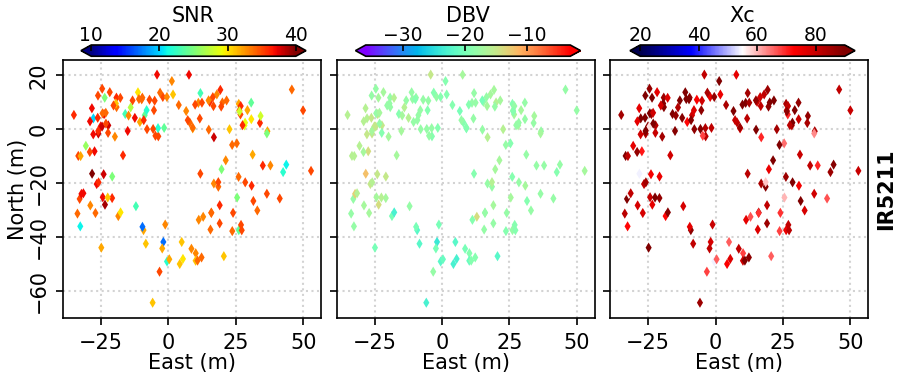 SNR DBV Xc
10 20 30 40 −30 −20 −10 20 40 60 80
20
0
−20
−40
−60
North (m)
IR5211
−25 0 25 50 −25 0 25 50 −25 0 25 50
East (m) East (m) East (m)